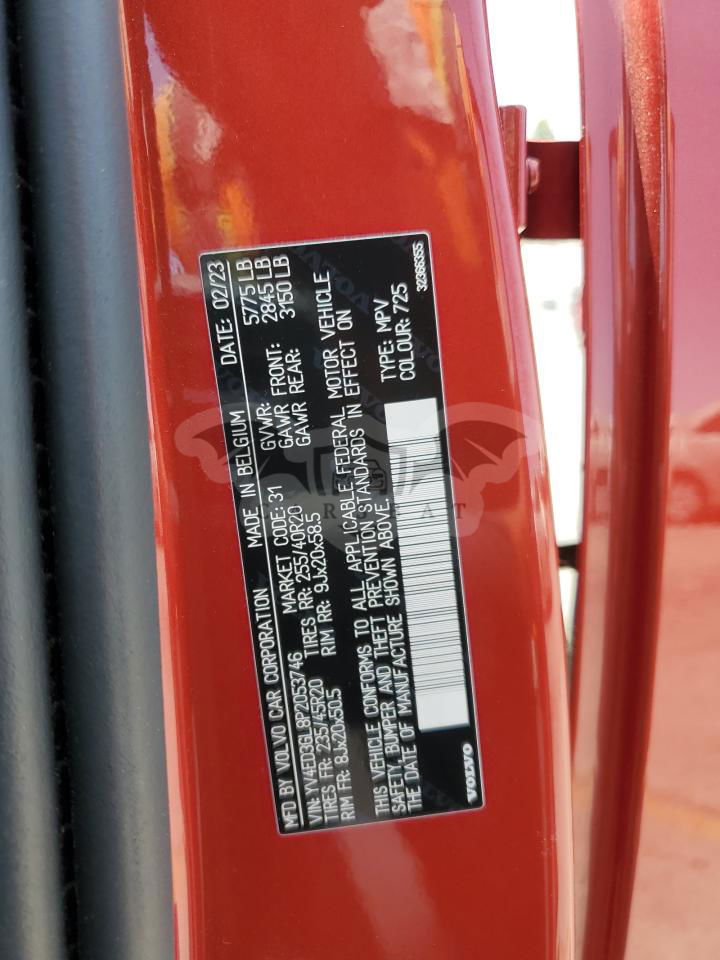 MFD BY VOLVO CAR CORPORATION MADE IN BELGIUM DATE: 02/23
VIN: YV4ED3GL8P2053746 MARKET CODE: 31 GVWR: 5775 LB
TIRES FR: 235/45R20 TIRES RR: 255/40R20 GAWR FRONT: 2845 LB
RIM FR: 8Jx20x50.5 RIM RR: 9Jx20x58.5 GAWR REAR: 3150 LB
THIS VEHICLE CONFORMS TO ALL APPLICABLE FEDERAL MOTOR VEHICLE
SAFETY, BUMPER AND THEFT PREVENTION STANDARDS IN EFFECT ON
THE DATE OF MANUFACTURE SHOWN ABOVE.
TYPE: MPV
COLOUR: 725
VOLVO
32366355